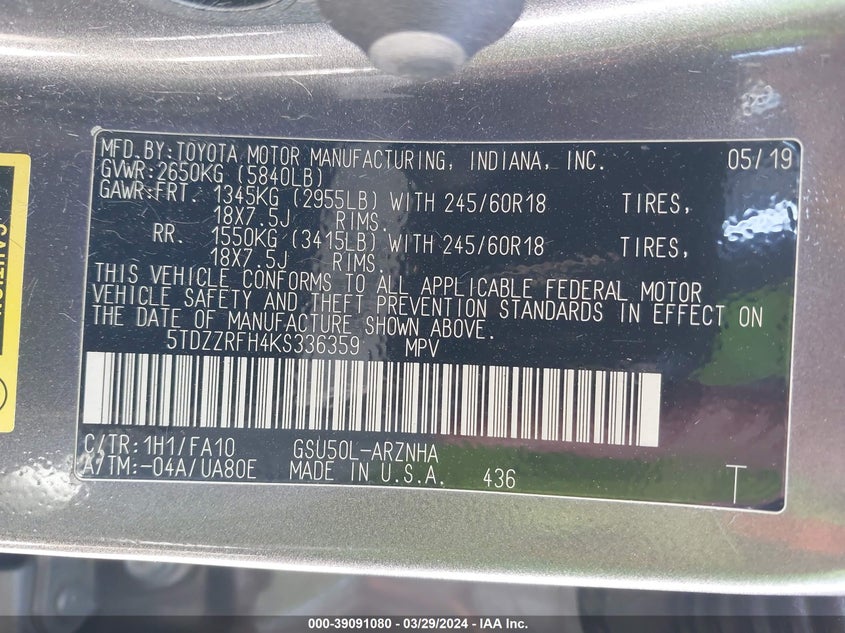 MFD.BY:TOYOTA MOTOR MANUFACTURING, INDIANA, INC. 05/19
GVWR:2650KG (5840LB)
GAWR:FRT. 1345KG (2955LB) WITH 245/60R18 TIRES,
18X7.5J RIMS.
RR. 1550KG (3415LB) WITH 245/60R18 TIRES,
18X7.5J RIMS.
THIS VEHICLE CONFORMS TO ALL APPLICABLE FEDERAL MOTOR
VEHICLE SAFETY AND THEFT PREVENTION STANDARDS IN EFFECT ON
THE DATE OF MANUFACTURE SHOWN ABOVE.
5TDZZRFH4KS336359 MPV
C/TR:1H1/FA10 GSU50L-ARZNHA
A/TM:-04A/UA80E MADE IN U.S.A. 436 T
000-39091080 - 03/29/2024 - IAA, Inc.